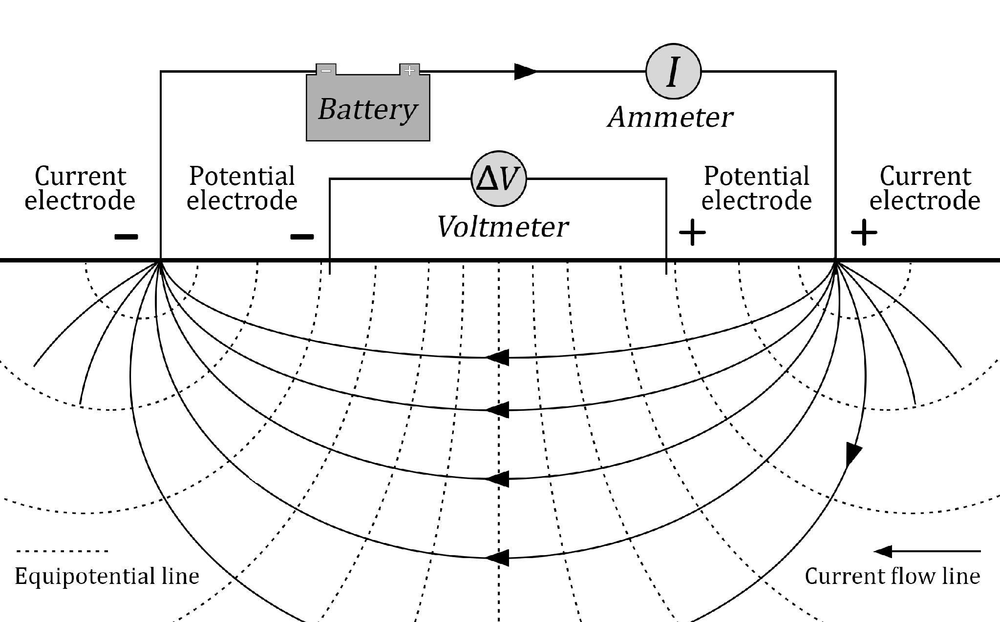 − +
Battery
I
Ammeter
Current
electrode
−
Potential
electrode
−
ΔV
Voltmeter
Potential
electrode
+
Current
electrode
+
Equipotential line
Current flow line